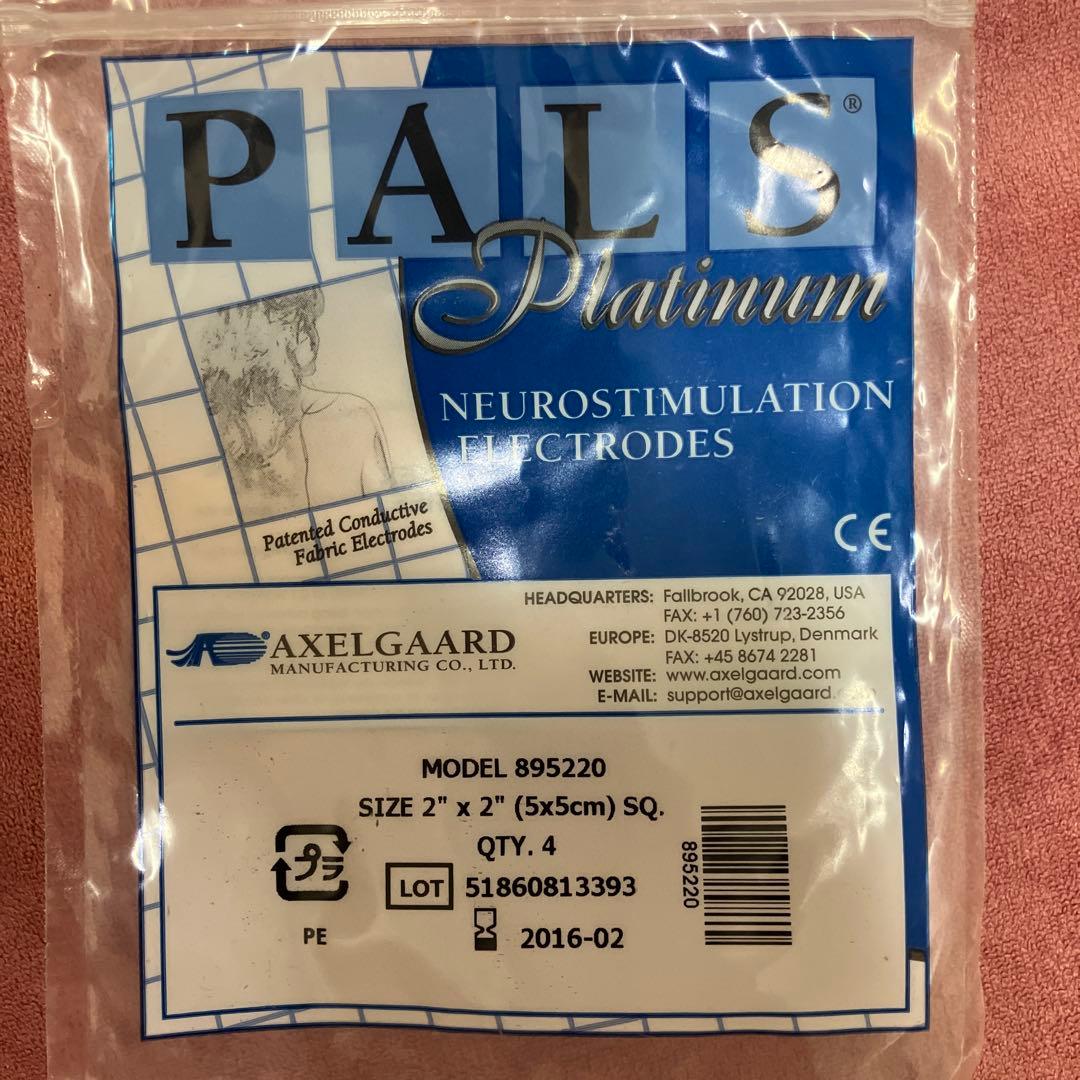 PALS®
Platinum
NEUROSTIMULATION
ELECTRODES
Patented Conductive
Fabric Electrodes
CE
AXELGAARD
MANUFACTURING CO., LTD.
HEADQUARTERS: Fallbrook, CA 92028, USA
FAX: +1 (760) 723-2356
EUROPE: DK-8520 Lystrup, Denmark
FAX: +45 8674 2281
WEBSITE: www.axelgaard.com
E-MAIL: support@axelgaard.
MODEL 895220
SIZE 2" x 2" (5x5cm) SQ.
QTY. 4
プラ
PE
LOT 51860813393
2016-02
895220